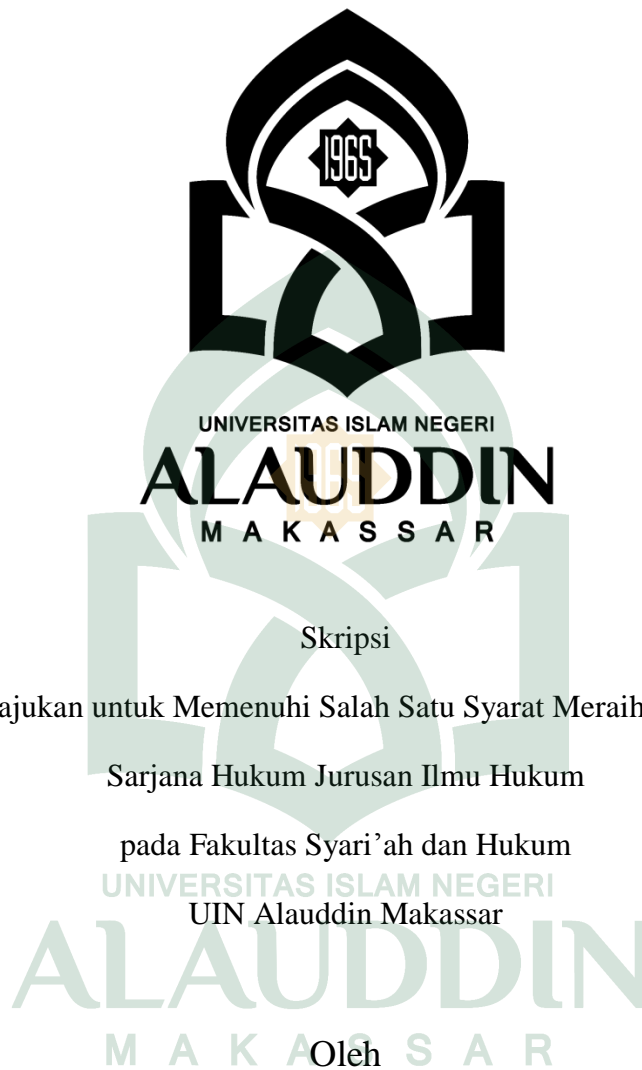 1965
UNIVERSITAS ISLAM NEGERI
ALAUDDIN
MAKASSAR
Skripsi
ajukan untuk Memenuhi Salah Satu Syarat Meraih
Sarjana Hukum Jurusan Ilmu Hukum
pada Fakultas Syari’ah dan Hukum
UNIVERSITAS ISLAM NEGERI
UIN Alauddin Makassar
ALAUDDIN
MAKASSAR
Oleh
1965